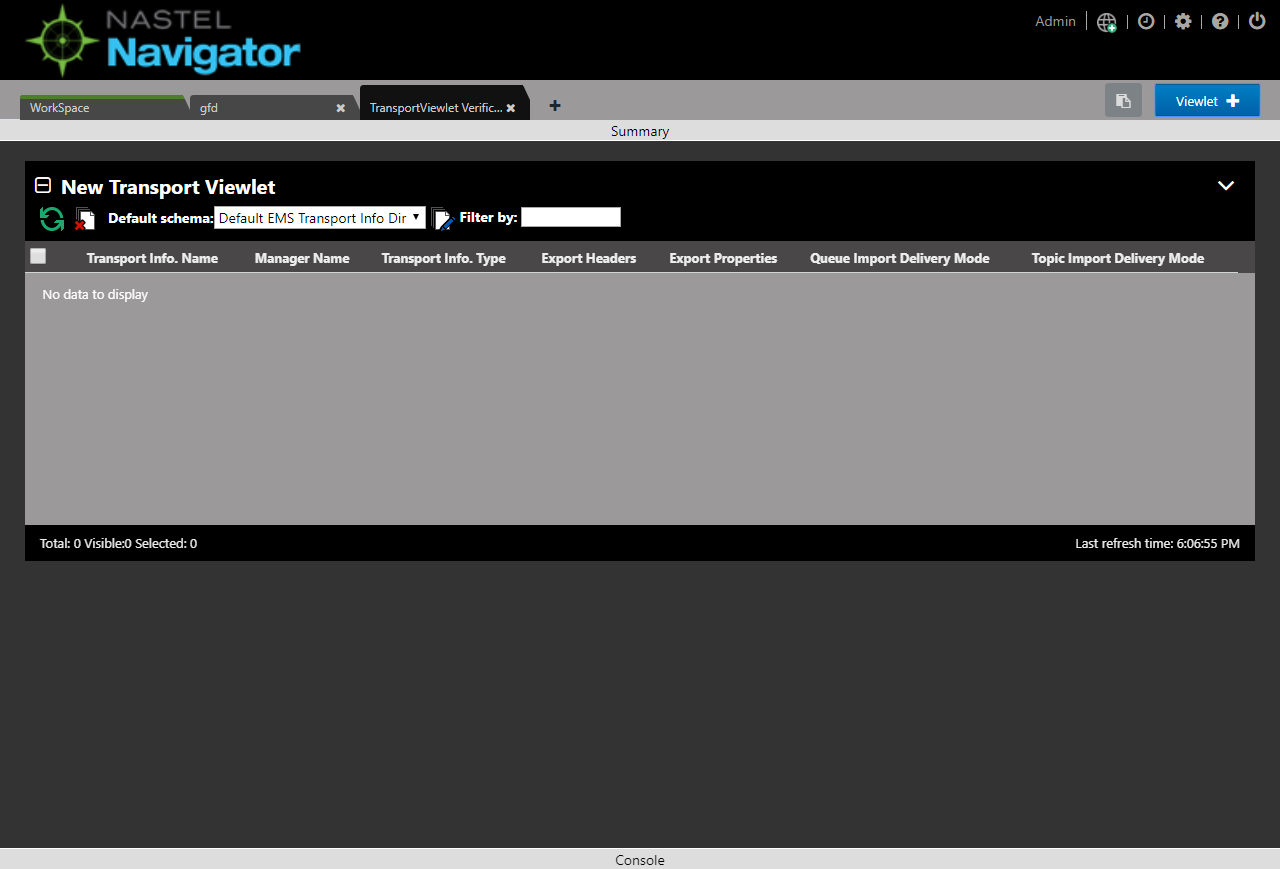 NASTEL
Navigator
Admin
WorkSpace
gfd
TransportViewlet Verific...
Viewlet
Summary
New Transport Viewlet
Default schema: Default EMS Transport Info Dir Filter by:
Transport Info. Name Manager Name Transport Info. Type Export Headers Export Properties Queue Import Delivery Mode Topic Import Delivery Mode
No data to display
Total: 0 Visible:0 Selected: 0 Last refresh time: 6:06:55 PM
Console